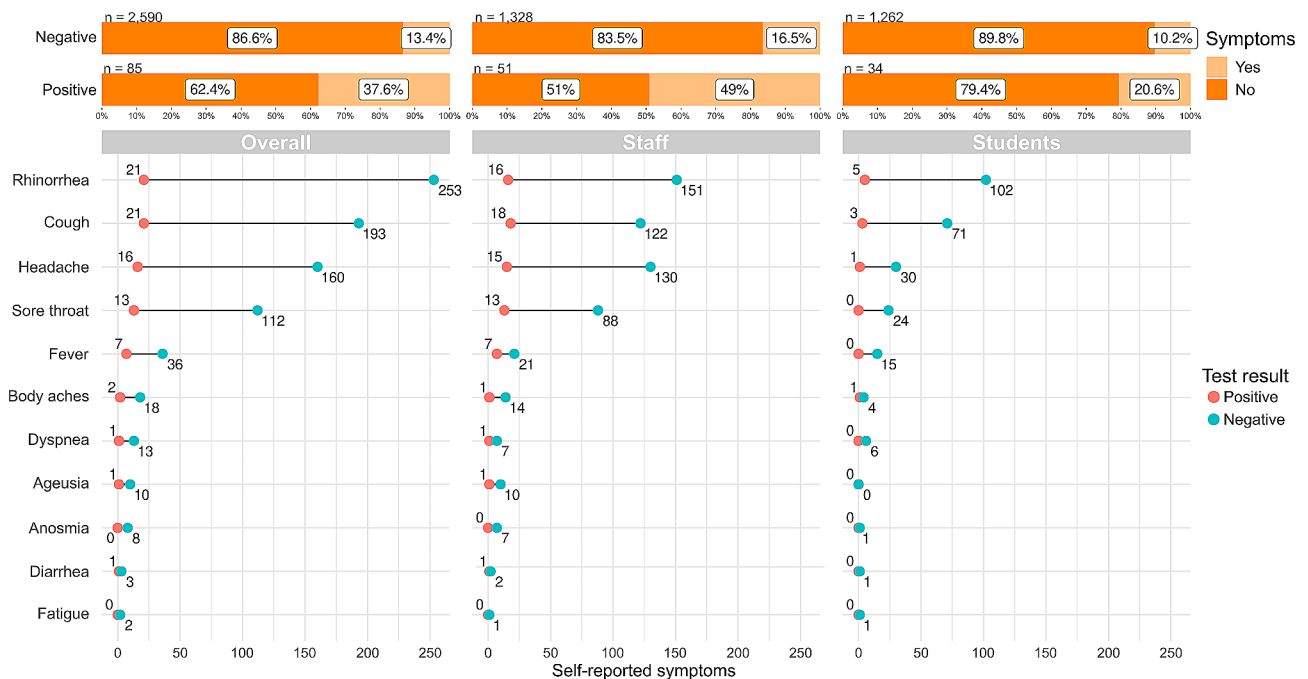 n = 2,590 n = 1,328 n = 1,262
Negative 86.6% 13.4% 83.5% 16.5% 89.8% 10.2%
Symptoms
Yes
No
n = 85 n = 51 n = 34
Positive 62.4% 37.6% 51% 49% 79.4% 20.6%
0% 10% 20% 30% 40% 50% 60% 70% 80% 90% 100% 0% 10% 20% 30% 40% 50% 60% 70% 80% 90% 100% 0% 10% 20% 30% 40% 50% 60% 70% 80% 90% 100%
Overall Staff Students
Rhinorrhea 21 253 16 151 5 102
Cough 21 193 18 122 3 71
Headache 16 160 15 130 1 30
Sore throat 13 112 13 88 0 24
Fever 7 36 7 21 0 15
Body aches 2 18 1 14 1 4
Dyspnea 1 13 1 7 0 6
Ageusia 1 10 1 10 0 0
Anosmia 0 8 0 7 0 1
Diarrhea 1 3 1 2 0 1
Fatigue 0 2 0 1 0 1
Test result
Positive
Negative
0 50 100 150 200 250 0 50 100 150 200 250 0 50 100 150 200 250
Self-reported symptoms